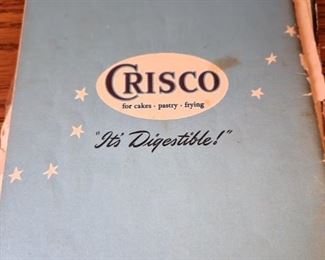 CRISCO
for cakes · pastry · frying
"It's Digestible!"